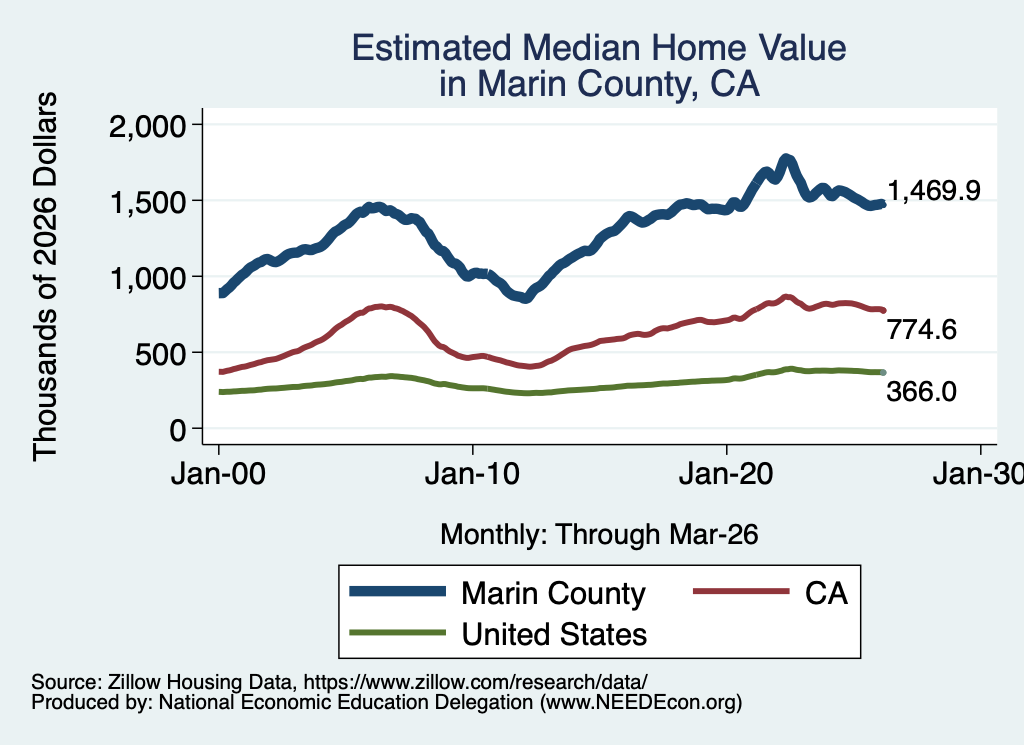 Estimated Median Home Value
in Marin County, CA
Thousands of 2026 Dollars
2,000
1,500
1,000
500
0
1,469.9
774.6
366.0
Jan-00
Jan-10
Jan-20
Jan-30
Monthly: Through Mar-26
Marin County
CA
United States
Source: Zillow Housing Data, https://www.zillow.com/research/data/
Produced by: National Economic Education Delegation (www.NEEDEcon.org)